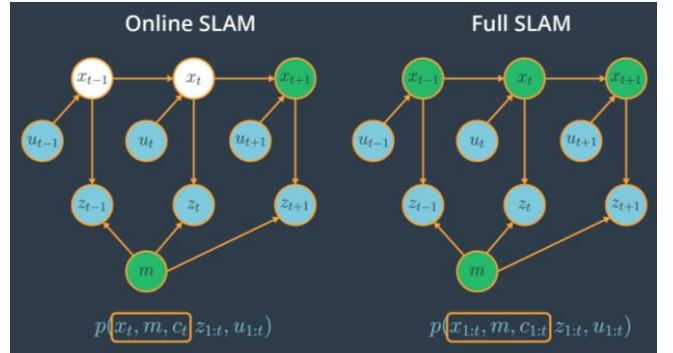 Online SLAM Full SLAM
x_{t-1} x_t x_{t+1} x_{t-1} x_t x_{t+1}
u_{t-1} u_t u_{t+1} u_{t-1} u_t u_{t+1}
z_{t-1} z_t z_{t+1} z_{t-1} z_t z_{t+1}
m m
p(x_t, m, c_t z_{1:t}, u_{1:t}) p(x_{1:t}, m, c_{1:t} z_{1:t}, u_{1:t})